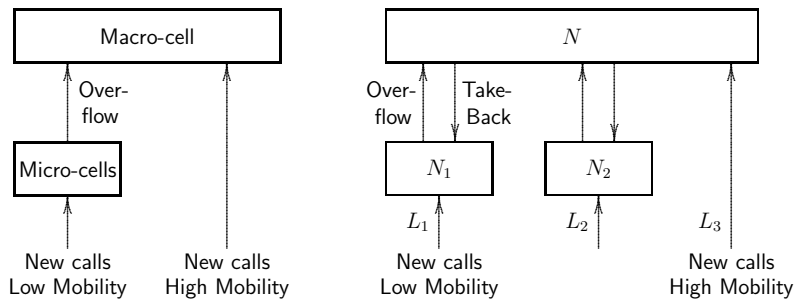 Macro-cell
Over-
flow
Micro-cells
New calls
Low Mobility
New calls
High Mobility
N
Over-
flow
Take-
Back
N₁
N₂
L₁
L₂
L₃
New calls
Low Mobility
New calls
High Mobility